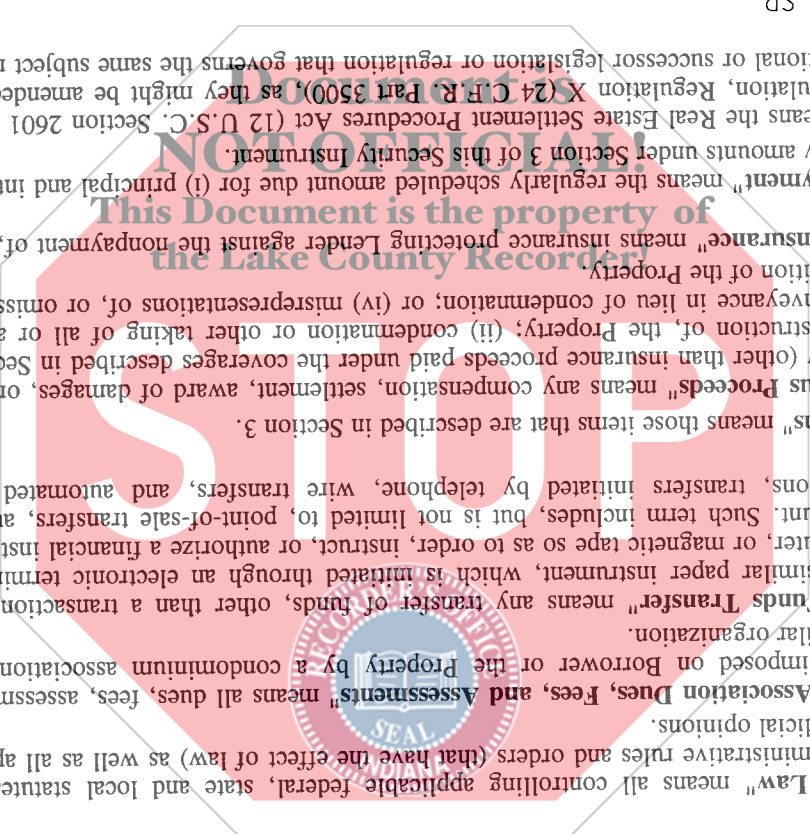 Document is
NOT OFFICIAL!
This Document is the property of
the Lake County Recorder!
STOP
RECORDER'S OFFICE
SEAL
INDIANA
Law" means all controlling applicable federal, state and local statute
ministrative rules and orders (that have the effect of law) as well as all ap
licial opinions.
Association Dues, Fees, and Assessments" means all dues, fees, assessm
imposed on Borrower or the Property by a condominium association
ilar organization.
Funds Transfer" means any transfer of funds, other than a transaction
similar paper instrument, which is initiated through an electronic termi
uter, or magnetic tape so as to order, instruct, or authorize a financial inst
unt. Such term includes, but is not limited to, point-of-sale transfers, au
ons, transfers initiated by telephone, wire transfers, and automated
ns" means those items that are described in Section 3.
us Proceeds" means any compensation, settlement, award of damages, or
y (other than insurance proceeds paid under the coverages described in Sec
struction of, the Property; (ii) condemnation or other taking of all or a
nveyance in lieu of condemnation; or (iv) misrepresentations of, or omiss
dition of the Property.
nsurance" means insurance protecting Lender against the nonpayment of,
yment" means the regularly scheduled amount due for (i) principal and int
y amounts under Section 3 of this Security Instrument.
eans the Real Estate Settlement Procedures Act (12 U.S.C. Section 2601
ulation, Regulation X (24 C.F.R. Part 3500), as they might be amende
tional or successor legislation or regulation that governs the same subject